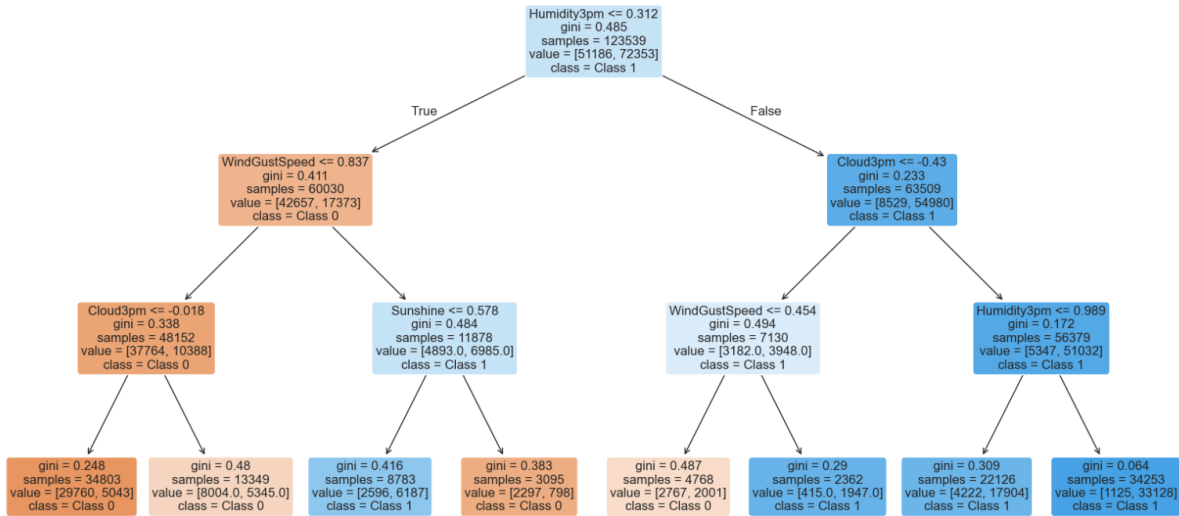 Humidity3pm <= 0.312
gini = 0.485
samples = 123539
value = [51186, 72353]
class = Class 1
True
False
WindGustSpeed <= 0.837
gini = 0.411
samples = 60030
value = [42657, 17373]
class = Class 0
Cloud3pm <= -0.43
gini = 0.233
samples = 63509
value = [8529, 54980]
class = Class 1
Cloud3pm <= -0.018
gini = 0.338
samples = 48152
value = [37764, 10388]
class = Class 0
Sunshine <= 0.578
gini = 0.484
samples = 11878
value = [4893.0, 6985.0]
class = Class 1
WindGustSpeed <= 0.454
gini = 0.494
samples = 7130
value = [3182.0, 3948.0]
class = Class 1
Humidity3pm <= 0.989
gini = 0.172
samples = 56379
value = [5347, 51032]
class = Class 1
gini = 0.248
samples = 34803
value = [29760, 5043]
class = Class 0
gini = 0.48
samples = 13349
value = [8004.0, 5345.0]
class = Class 0
gini = 0.416
samples = 8783
value = [2596, 6187]
class = Class 1
gini = 0.383
samples = 3095
value = [2297, 798]
class = Class 0
gini = 0.487
samples = 4768
value = [2767, 2001]
class = Class 0
gini = 0.29
samples = 2362
value = [415.0, 1947.0]
class = Class 1
gini = 0.309
samples = 22126
value = [4222, 17904]
class = Class 1
gini = 0.064
samples = 34253
value = [1125, 33128]
class = Class 1